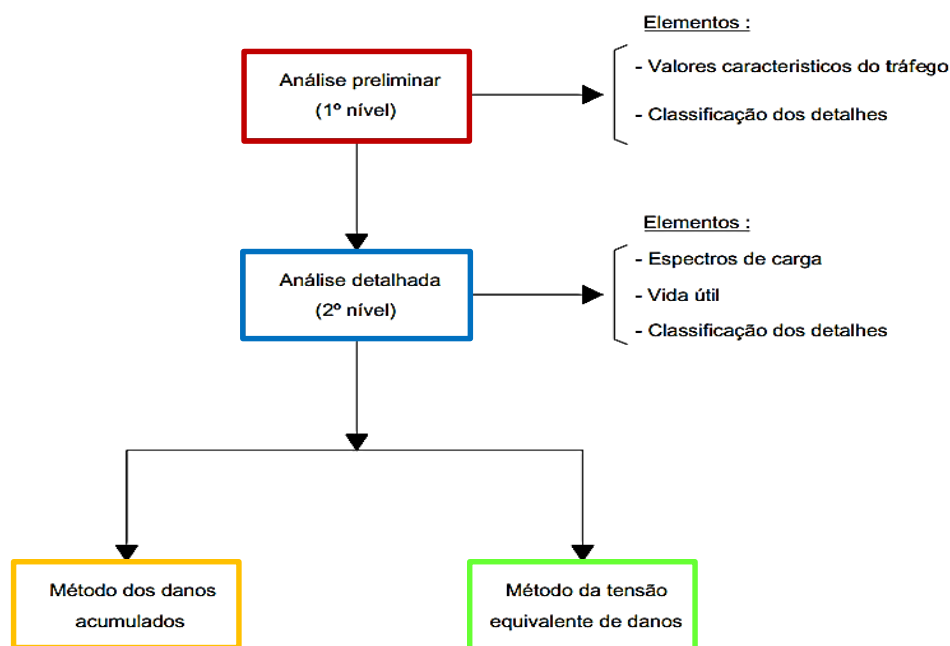 Elementos :
Análise preliminar
(1º nível)
- Valores caracteristicos do tráfego
- Classificação dos detalhes
Elementos :
Análise detalhada
(2º nível)
- Espectros de carga
- Vida útil
- Classificação dos detalhes
Método dos danos
acumulados
Método da tensão
equivalente de danos